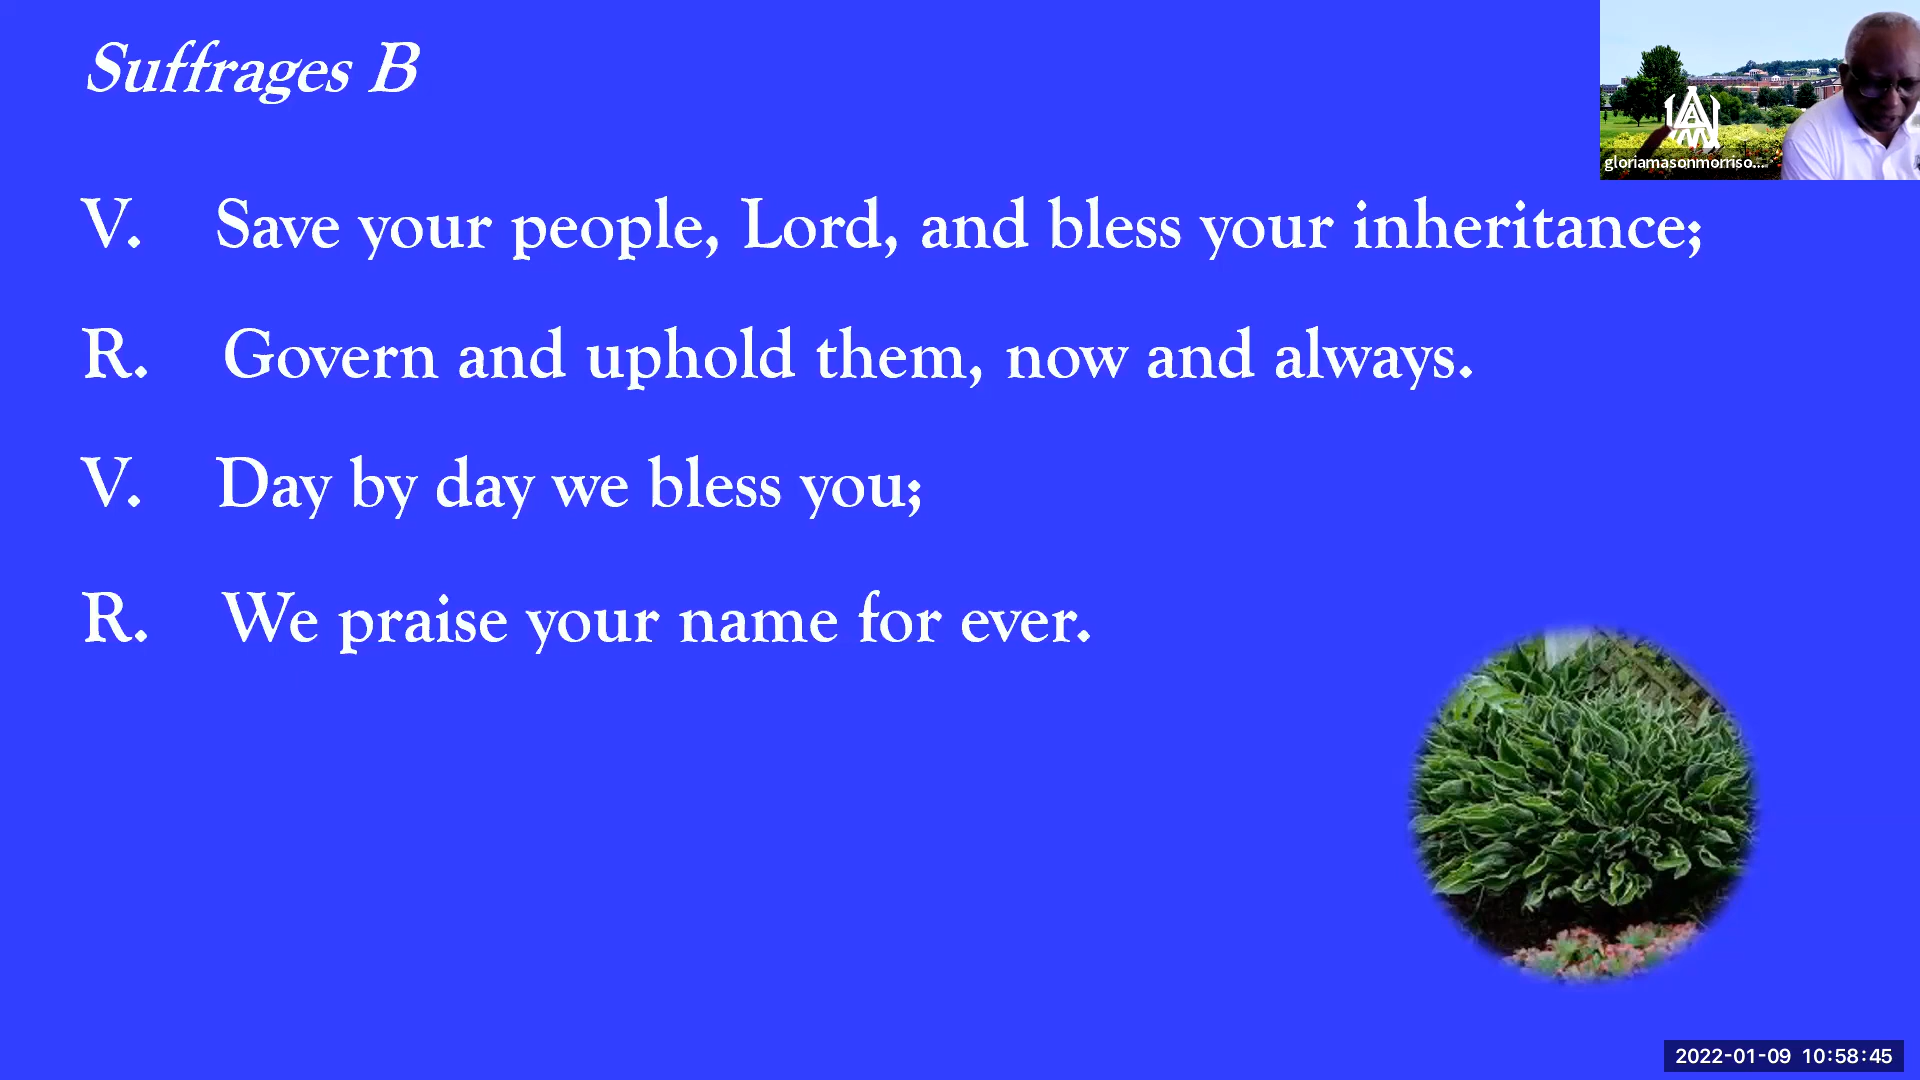 Suffrages B
V. Save your people, Lord, and bless your inheritance;
R. Govern and uphold them, now and always.
V. Day by day we bless you;
R. We praise your name for ever.
gloriamasonmorriso...
2022-01-09 10:58:45